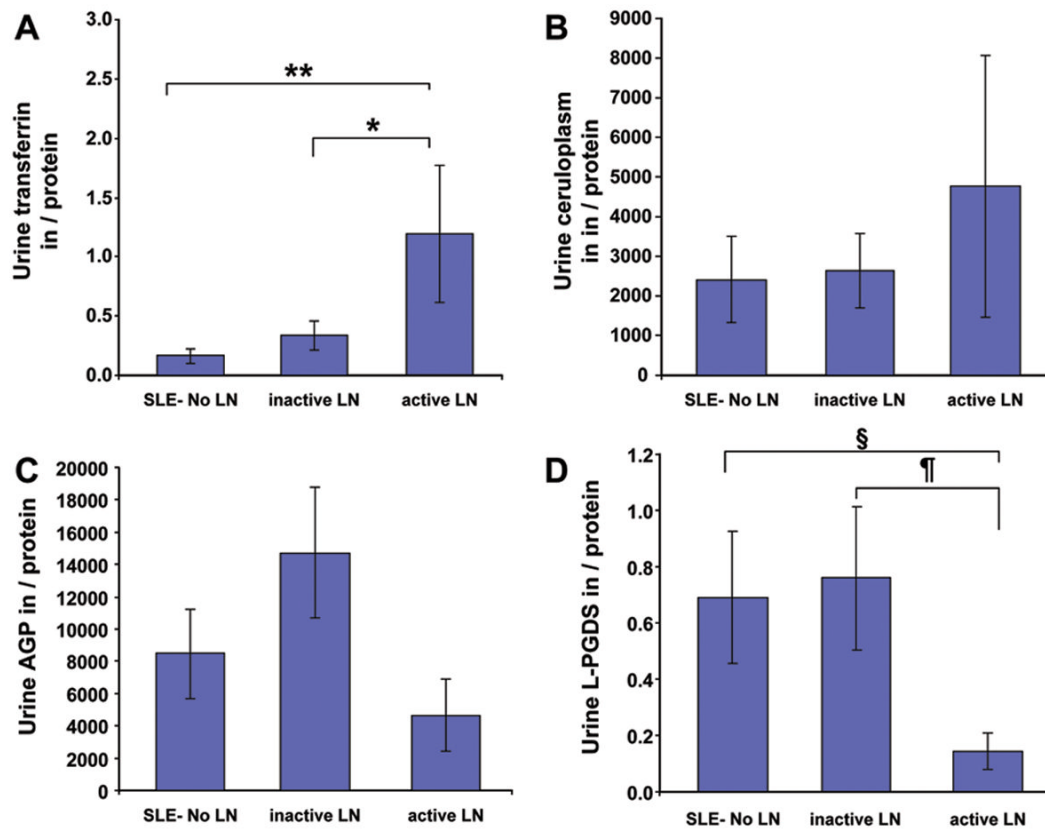 A
Urine transferrin
in / protein
3.0
2.5
2.0
1.5
1.0
0.5
0.0
**
*
SLE- No LN
inactive LN
active LN
B
Urine ceruloplasm
in in / protein
9000
8000
7000
6000
5000
4000
3000
2000
1000
0
SLE- No LN
inactive LN
active LN
C
Urine AGP in / protein
20000
18000
16000
14000
12000
10000
8000
6000
4000
2000
0
SLE- No LN
inactive LN
active LN
D
Urine L-PGDS in / protein
1.2
1.0
0.8
0.6
0.4
0.2
0.0
§
¶
SLE- No LN
inactive LN
active LN